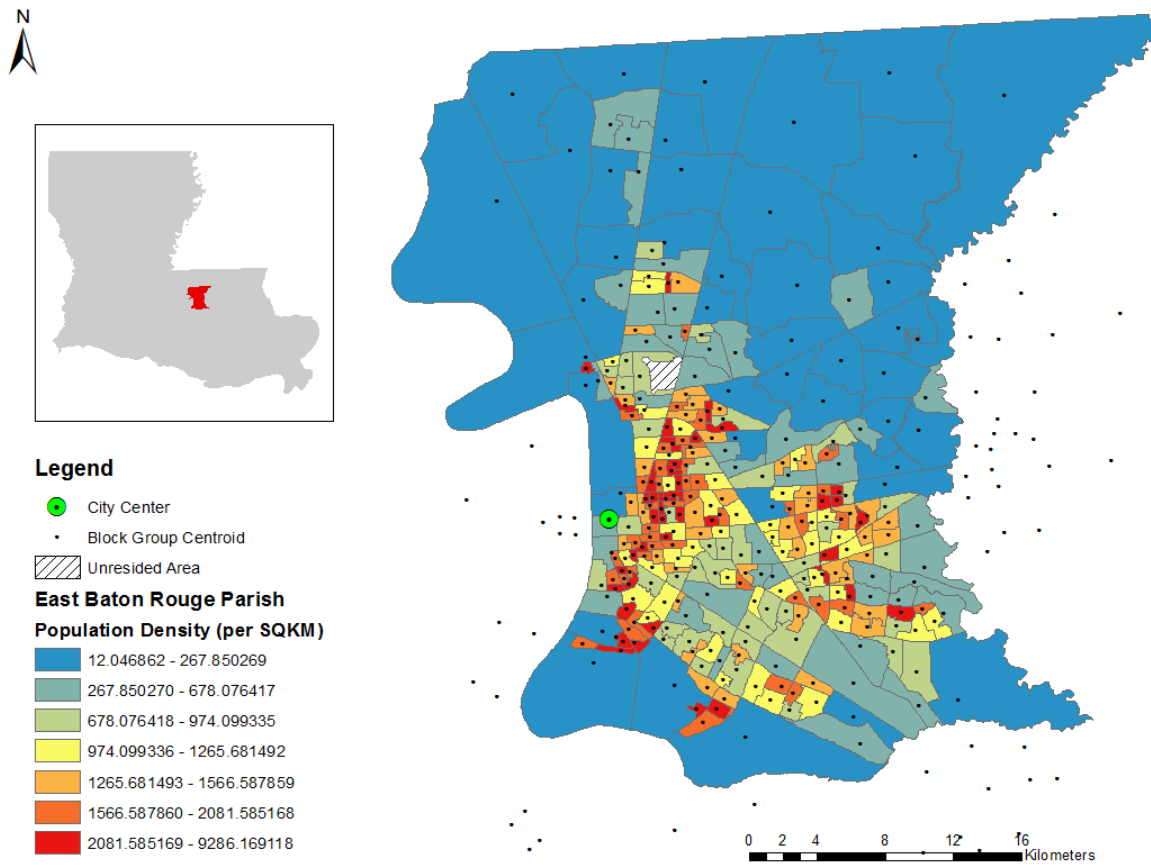 N
Legend
City Center
Block Group Centroid
Unresided Area
East Baton Rouge Parish
Population Density (per SQKM)
12.046862 - 267.850269
267.850270 - 678.076417
678.076418 - 974.099335
974.099336 - 1265.681492
1265.681493 - 1566.587859
1566.587860 - 2081.585168
2081.585169 - 9286.169118
0 2 4 8 12 16
Kilometers